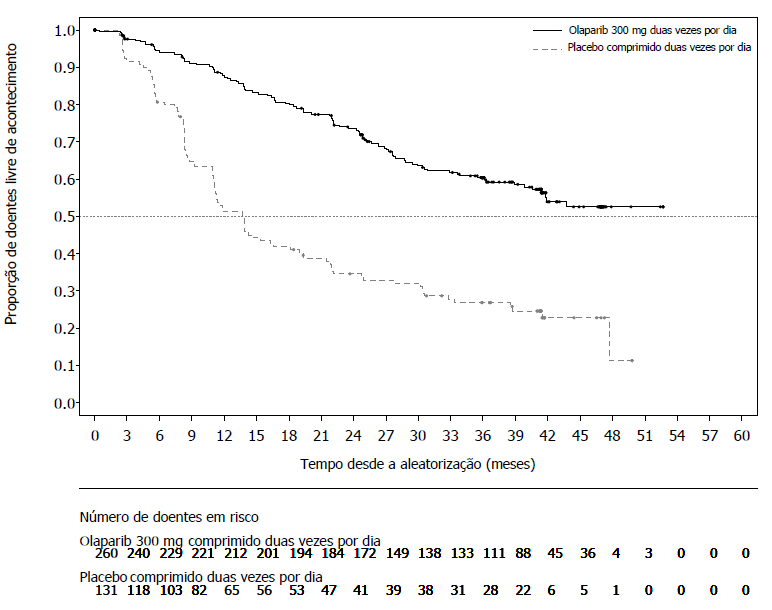 Olaparib 300 mg duas vezes por dia
Placebo comprimido duas vezes por dia
Proporção de doentes livre de acontecimento
1.0
0.9
0.8
0.7
0.6
0.5
0.4
0.3
0.2
0.1
0.0
0 3 6 9 12 15 18 21 24 27 30 33 36 39 42 45 48 51 54 57 60
Tempo desde a aleatorização (meses)
Número de doentes em risco
Olaparib 300 mg comprimido duas vezes por dia
260 240 229 221 212 201 194 184 172 149 138 133 111 88 45 36 4 3 0 0 0
Placebo comprimido duas vezes por dia
131 118 103 82 65 56 53 47 41 39 38 31 28 22 6 5 1 0 0 0 0